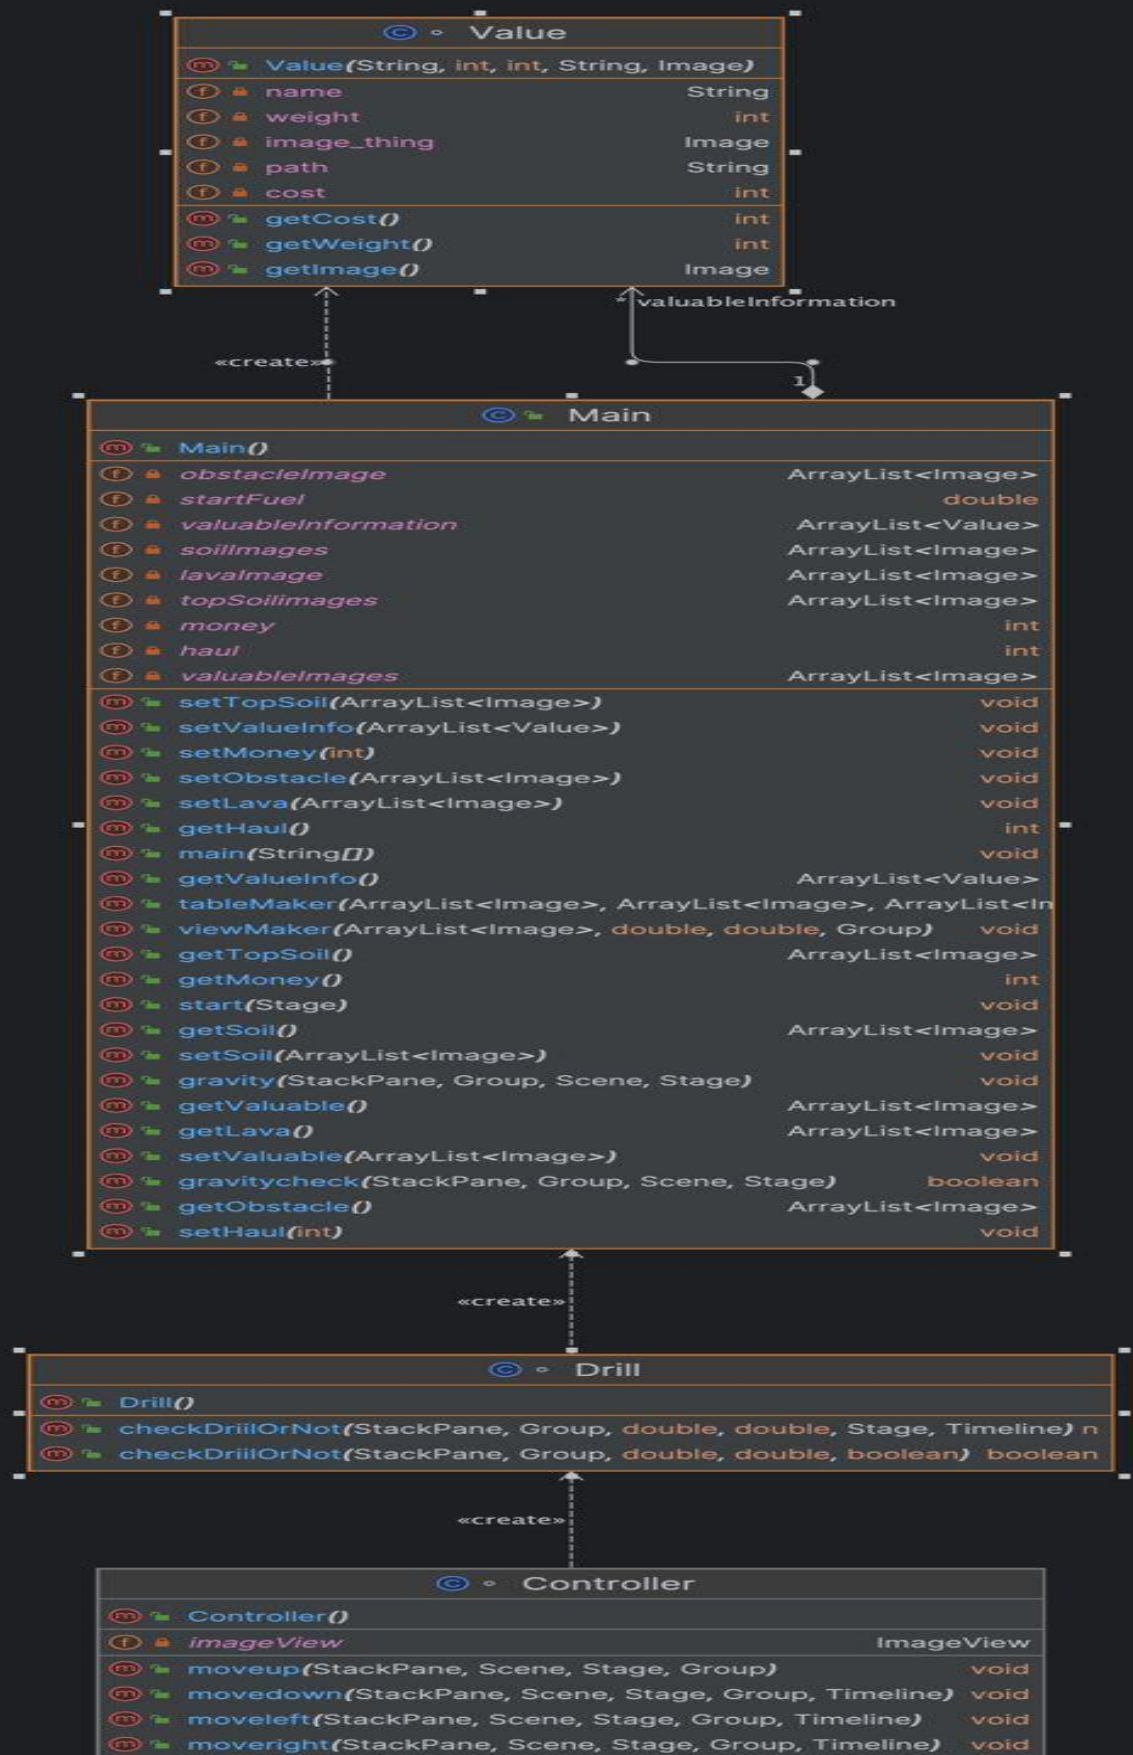 Value
Value(String, int, int, String, Image)
name String
weight int
image_thing Image
path String
cost int
getCost() int
getWeight() int
getImage() Image
* valuableInformation
«create»
1
Main
Main()
obstacleImage ArrayList<Image>
startFuel double
valuableInformation ArrayList<Value>
soilImages ArrayList<Image>
lavaImage ArrayList<Image>
topSoilimages ArrayList<Image>
money int
haul int
valuableImages ArrayList<Image>
setTopSoil(ArrayList<Image>) void
setValueInfo(ArrayList<Value>) void
setMoney(int) void
setObstacle(ArrayList<Image>) void
setLava(ArrayList<Image>) void
getHaul() int
main(String[]) void
getValueInfo() ArrayList<Value>
tableMaker(ArrayList<Image>, ArrayList<Image>, ArrayList<In
viewMaker(ArrayList<Image>, double, double, Group) void
getTopSoil() ArrayList<Image>
getMoney() int
start(Stage) void
getSoil() ArrayList<Image>
setSoil(ArrayList<Image>) void
gravity(StackPane, Group, Scene, Stage) void
getValuable() ArrayList<Image>
getLava() ArrayList<Image>
setValuable(ArrayList<Image>) void
gravitycheck(StackPane, Group, Scene, Stage) boolean
getObstacle() ArrayList<Image>
setHaul(int) void
«create»
Drill
Drill()
checkDriilOrNot(StackPane, Group, double, double, Stage, Timeline) n
checkDriilOrNot(StackPane, Group, double, double, boolean) boolean
«create»
Controller
Controller()
imageView ImageView
moveup(StackPane, Scene, Stage, Group) void
movedown(StackPane, Scene, Stage, Group, Timeline) void
moveleft(StackPane, Scene, Stage, Group, Timeline) void
moveright(StackPane, Scene, Stage, Group, Timeline) void